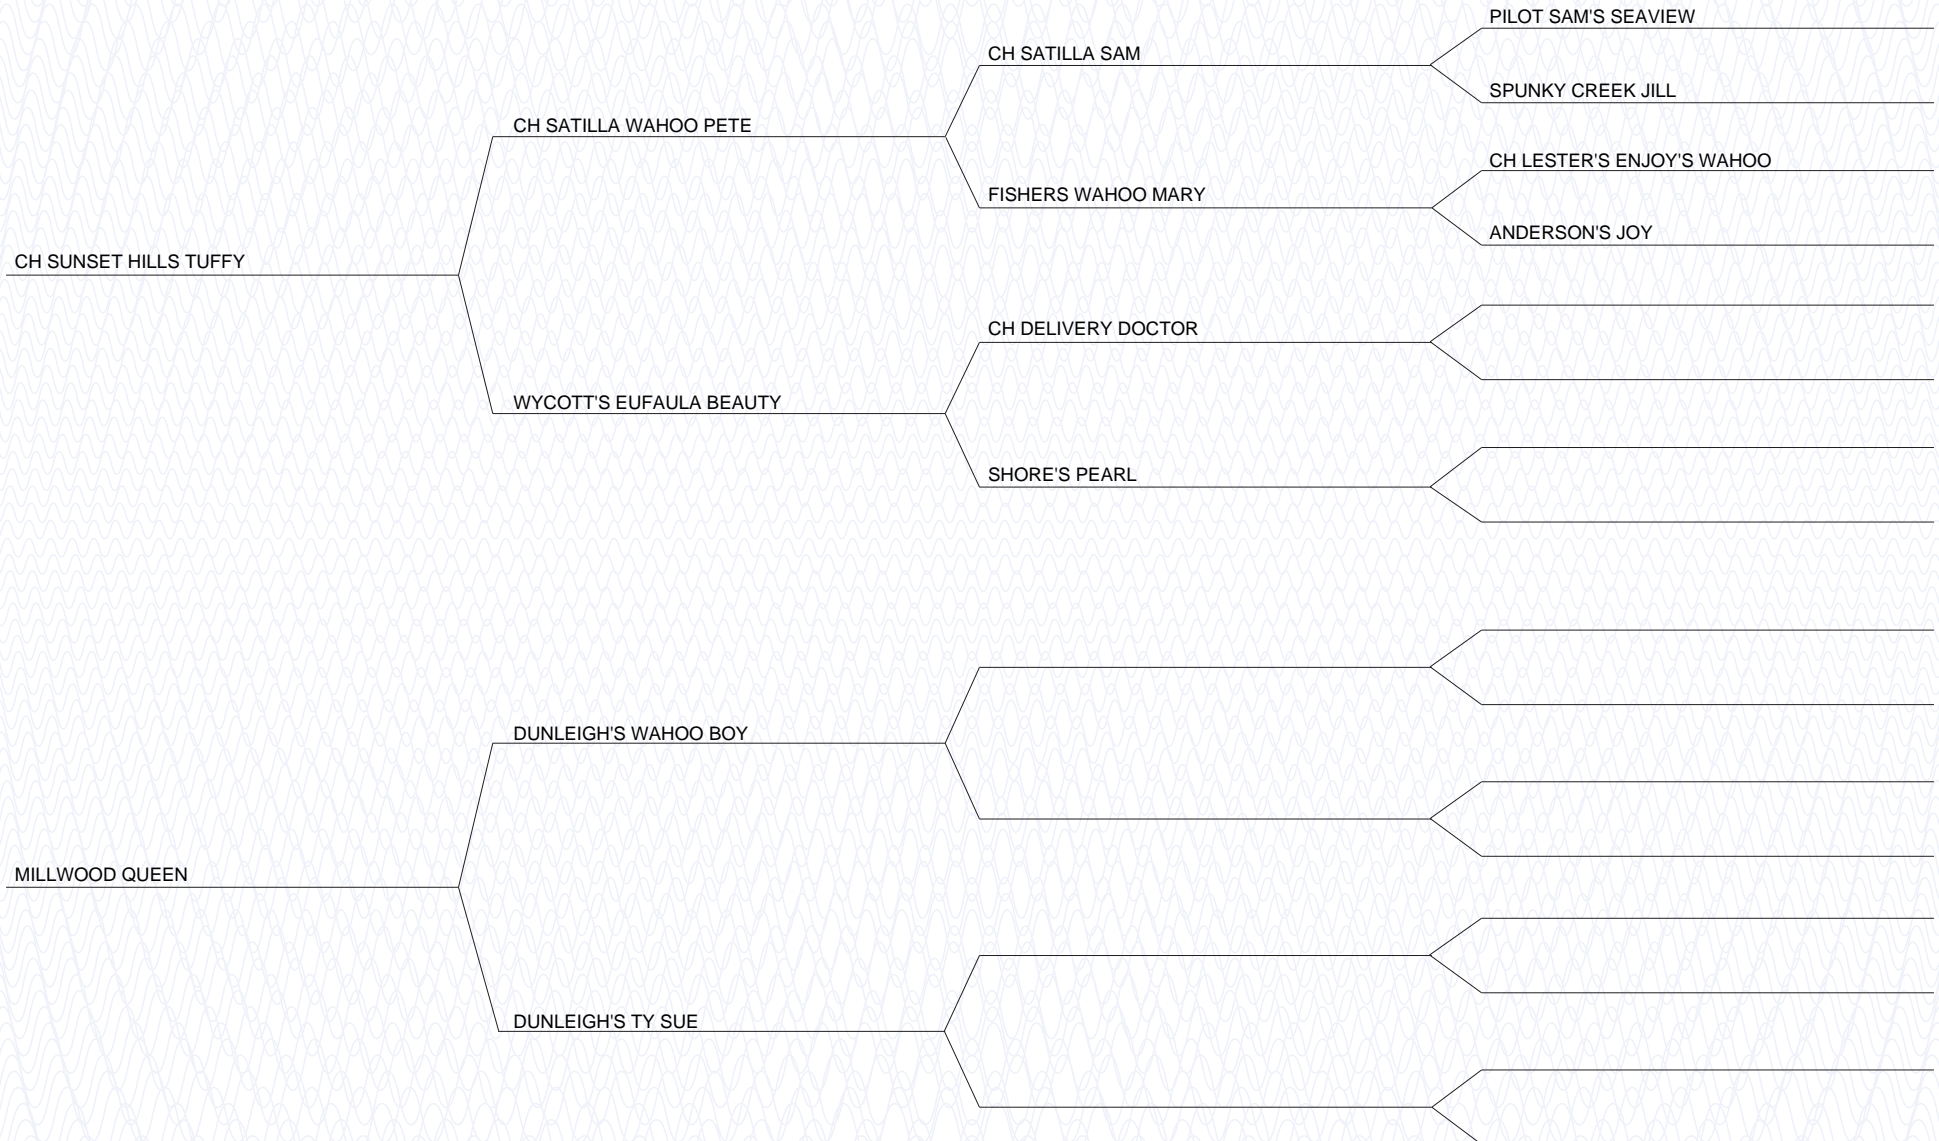 PILOT SAM'S SEAVIEW
CH SATILLA SAM
SPUNKY CREEK JILL
CH SATILLA WAHOO PETE
CH LESTER'S ENJOY'S WAHOO
FISHERS WAHOO MARY
ANDERSON'S JOY
CH SUNSET HILLS TUFFY
CH DELIVERY DOCTOR
WYCOTT'S EUFAULA BEAUTY
SHORE'S PEARL
DUNLEIGH'S WAHOO BOY
MILLWOOD QUEEN
DUNLEIGH'S TY SUE